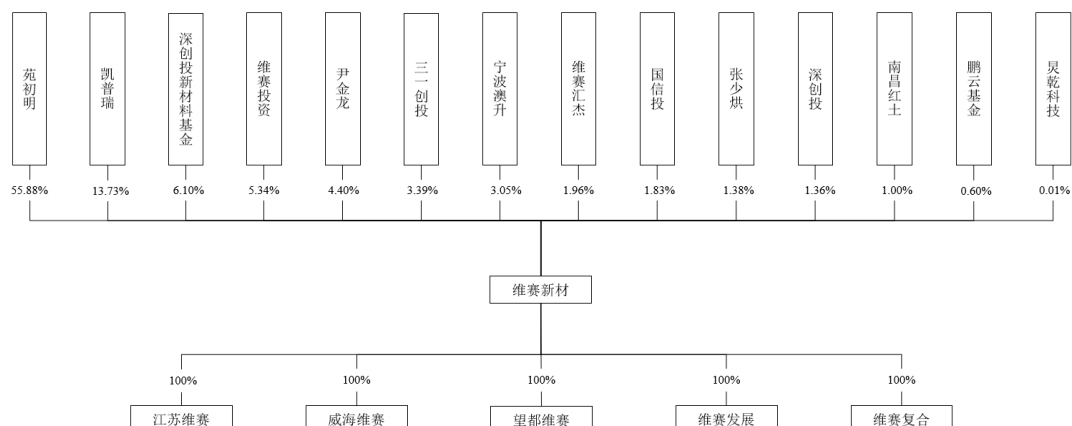 苑初明
凯普瑞
深创投新材料基金
维赛投资
尹金龙
三一创投
宁波澳升
维赛汇杰
国信投
张少烘
深创投
南昌红土
鹏云基金
炅乾科技
55.88%
13.73%
6.10%
5.34%
4.40%
3.39%
3.05%
1.96%
1.83%
1.38%
1.36%
1.00%
0.60%
0.01%
维赛新材
100%
100%
100%
100%
100%
江苏维赛
威海维赛
望都维赛
维赛发展
维赛复合